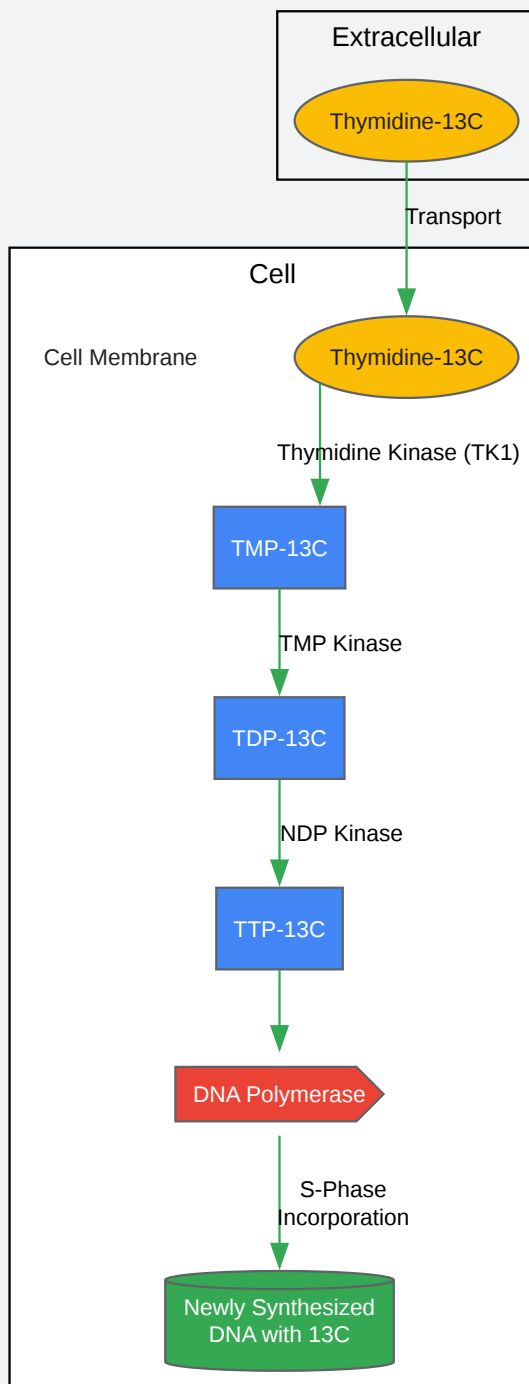 Extracellular
Thymidine-13C
Transport
Cell
Cell Membrane
Thymidine-13C
Thymidine Kinase (TK1)
TMP-13C
TMP Kinase
TDP-13C
NDP Kinase
TTP-13C
DNA Polymerase
S-Phase
Incorporation
Newly Synthesized
DNA with 13C